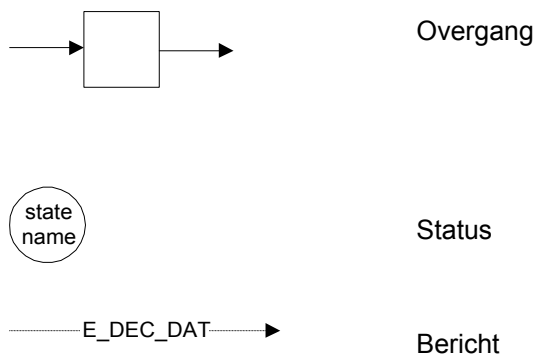 Overgang
state
name
Status
E_DEC_DAT
Bericht